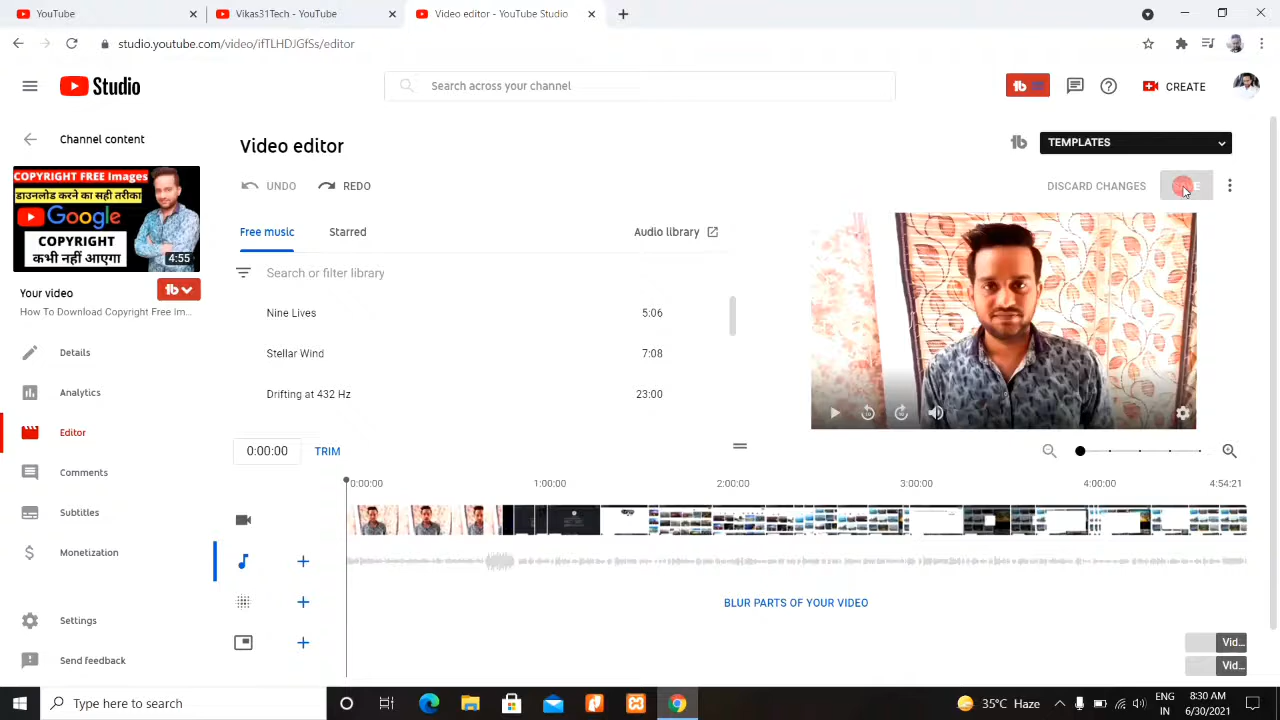 YouTube
Vikas31Tech - YouTube
Video editor - YouTube Studio
studio.youtube.com/video/ifTLHDJGfSs/editor
Studio
Search across your channel
CREATE
Channel content
COPYRIGHT FREE Images
डाउनलोड करने का सही तरीका
Google
COPYRIGHT
कभी नहीं आएगा
4:55
Your video
How To Download Copyright Free Im...
Details
Analytics
Editor
Comments
Subtitles
Monetization
Settings
Send feedback
Video editor
TEMPLATES
UNDO REDO
DISCARD CHANGES
Free music Starred Audio library
Search or filter library
Nine Lives 5:00
Stellar Wind 7:08
Drifting at 432 Hz 23:00
0:00:00 TRIM
0:00:00 1:00:00 2:00:00 3:00:00 4:00:00 4:54:21
BLUR PARTS OF YOUR VIDEO
Vid...
Vid...
Type here to search
35°C Haze
ENG
IN
8:30 AM
6/30/2021